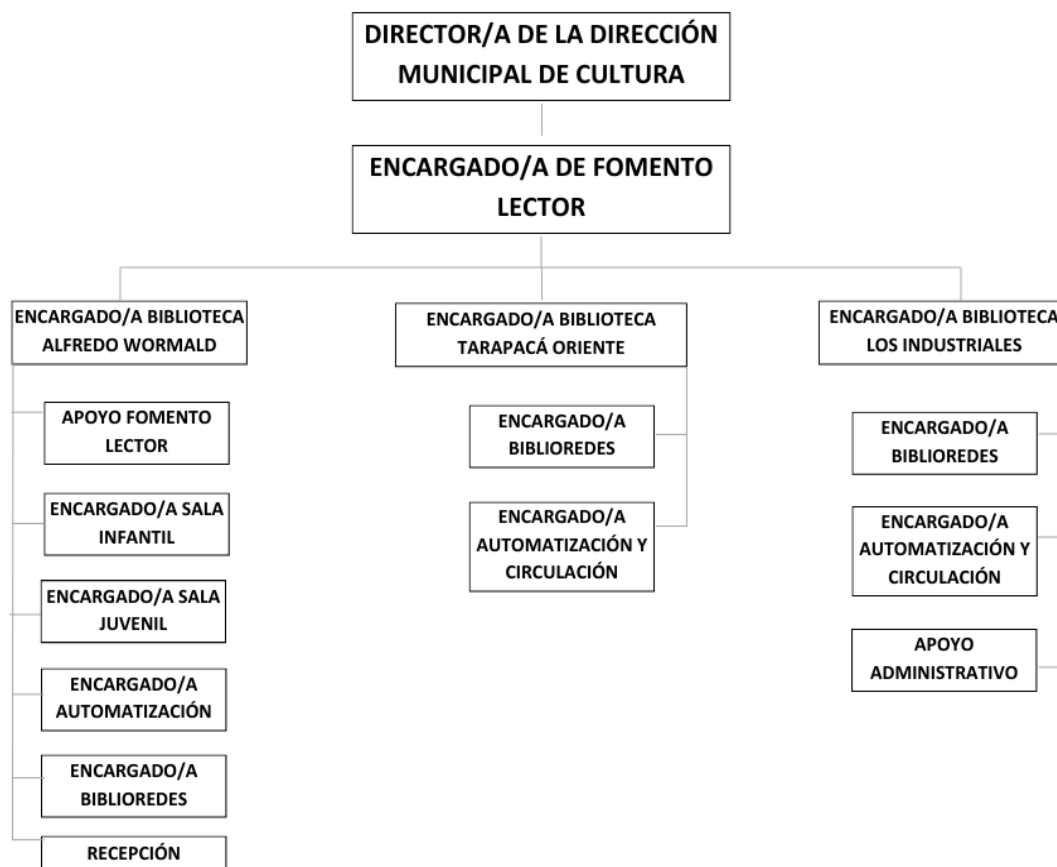 DIRECTOR/A DE LA DIRECCIÓN
MUNICIPAL DE CULTURA
ENCARGADO/A DE FOMENTO
LECTOR
ENCARGADO/A BIBLIOTECA
ALFREDO WORMALD
APOYO FOMENTO
LECTOR
ENCARGADO/A SALA
INFANTIL
ENCARGADO/A SALA
JUVENIL
ENCARGADO/A
AUTOMATIZACIÓN
ENCARGADO/A
BIBLIOREDES
RECEPCIÓN
ENCARGADO/A BIBLIOTECA
TARAPACÁ ORIENTE
ENCARGADO/A
BIBLIOREDES
ENCARGADO/A
AUTOMATIZACIÓN Y
CIRCULACIÓN
ENCARGADO/A BIBLIOTECA
LOS INDUSTRIALES
ENCARGADO/A
BIBLIOREDES
ENCARGADO/A
AUTOMATIZACIÓN Y
CIRCULACIÓN
APOYO
ADMINISTRATIVO